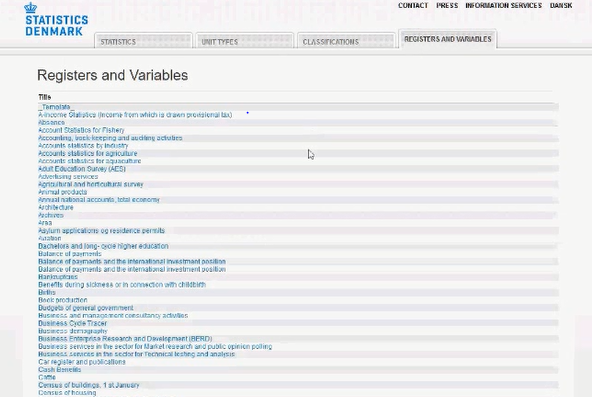 CONTACT PRESS INFORMATION SERVICES DANSK
STATISTICS
DENMARK
STATISTICS UNIT TYPES CLASSIFICATIONS REGISTERS AND VARIABLES
Registers and Variables
Title
_Template_
A-Income Statistics (Income from which is drawn provisional tax)
Absence
Account Statistics for Fishery
Accounting, book-keeping and auditing activities
Accounts statistics by industry
Accounts statistics for agriculture
Accounts statistics for aquaculture
Adult Education Survey (AES)
Advertising services
Agricultural and horticultural survey
Animal products
Annual national accounts, total economy
Architecture
Archives
Area
Asylum applications og residence permits
Aviation
Bachelors and long- cycle higher education
Balance of payments
Balance of payments and the international investment position
Balance of payments and the international investment position
Bankruptcies
Benefits during sickness or in connection with childbirth
Births
Book production
Budgets of general government
Business and management consultancy activities
Business Cycle Tracer
Business demography
Business Enterprise Research and Development (BERD)
Business services in the sector for Market research and public opinion polling
Business services in the sector for Technical testing and analysis
Car register and publications
Cash Benefits
Cattle
Census of buildings, 1 st January
Census of housing